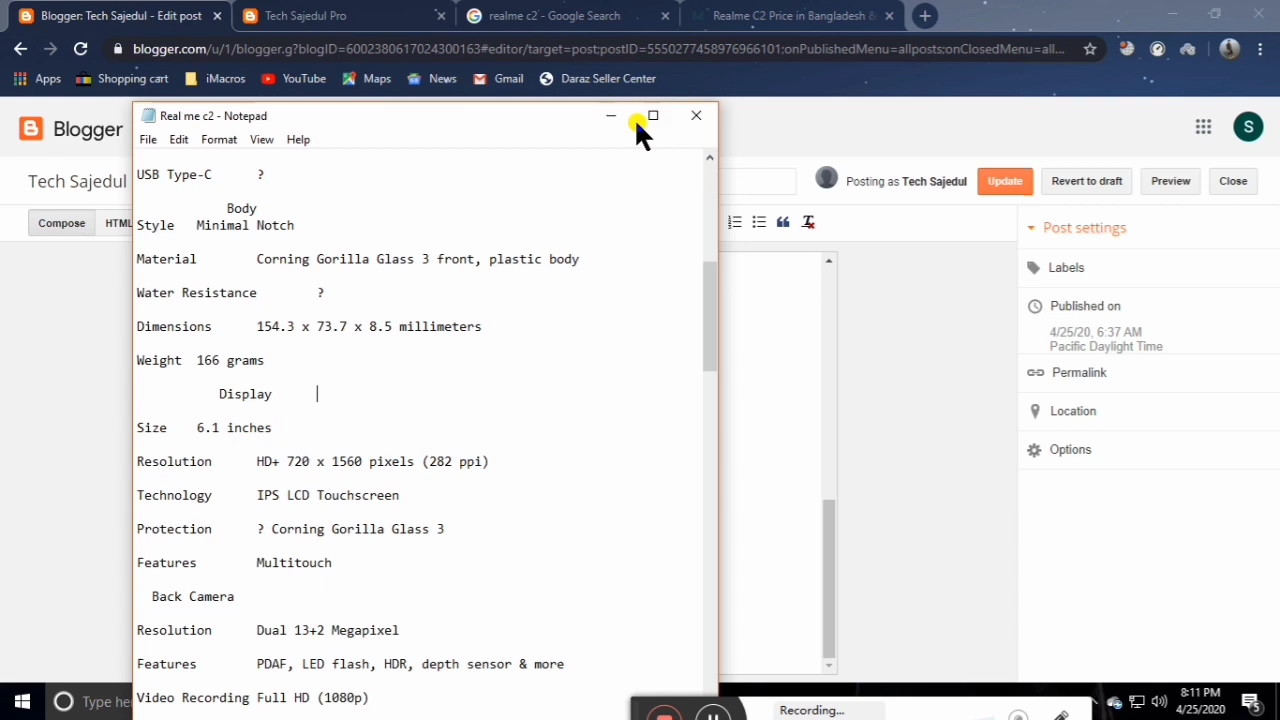 Blogger: Tech Sajedul - Edit post
Tech Sajedul Pro
realme c2 - Google Search
Realme C2 Price in Bangladesh &
blogger.com/u/1/blogger.g?blogID=6002380617024300163#editor/target=post;postID=5550277458976966101;onPublishedMenu=allposts;onClosedMenu=all...
Apps
Shopping cart
iMacros
YouTube
Maps
News
Gmail
Daraz Seller Center
Blogger
S
Real me c2 - Notepad
File Edit Format View Help
Tech Sajedul
Posting as Tech Sajedul
Update
Revert to draft
Preview
Close
Compose
HTML
USB Type-C ?
Body
Style Minimal Notch
Material Corning Gorilla Glass 3 front, plastic body
Water Resistance ?
Dimensions 154.3 x 73.7 x 8.5 millimeters
Weight 166 grams
Display
Size 6.1 inches
Resolution HD+ 720 x 1560 pixels (282 ppi)
Technology IPS LCD Touchscreen
Protection ? Corning Gorilla Glass 3
Features Multitouch
Back Camera
Resolution Dual 13+2 Megapixel
Features PDAF, LED flash, HDR, depth sensor & more
Video Recording Full HD (1080p)
Post settings
Labels
Published on
4/25/20, 6:37 AM
Pacific Daylight Time
Permalink
Location
Options
Type he
Recording...
8:11 PM
4/25/2020
5